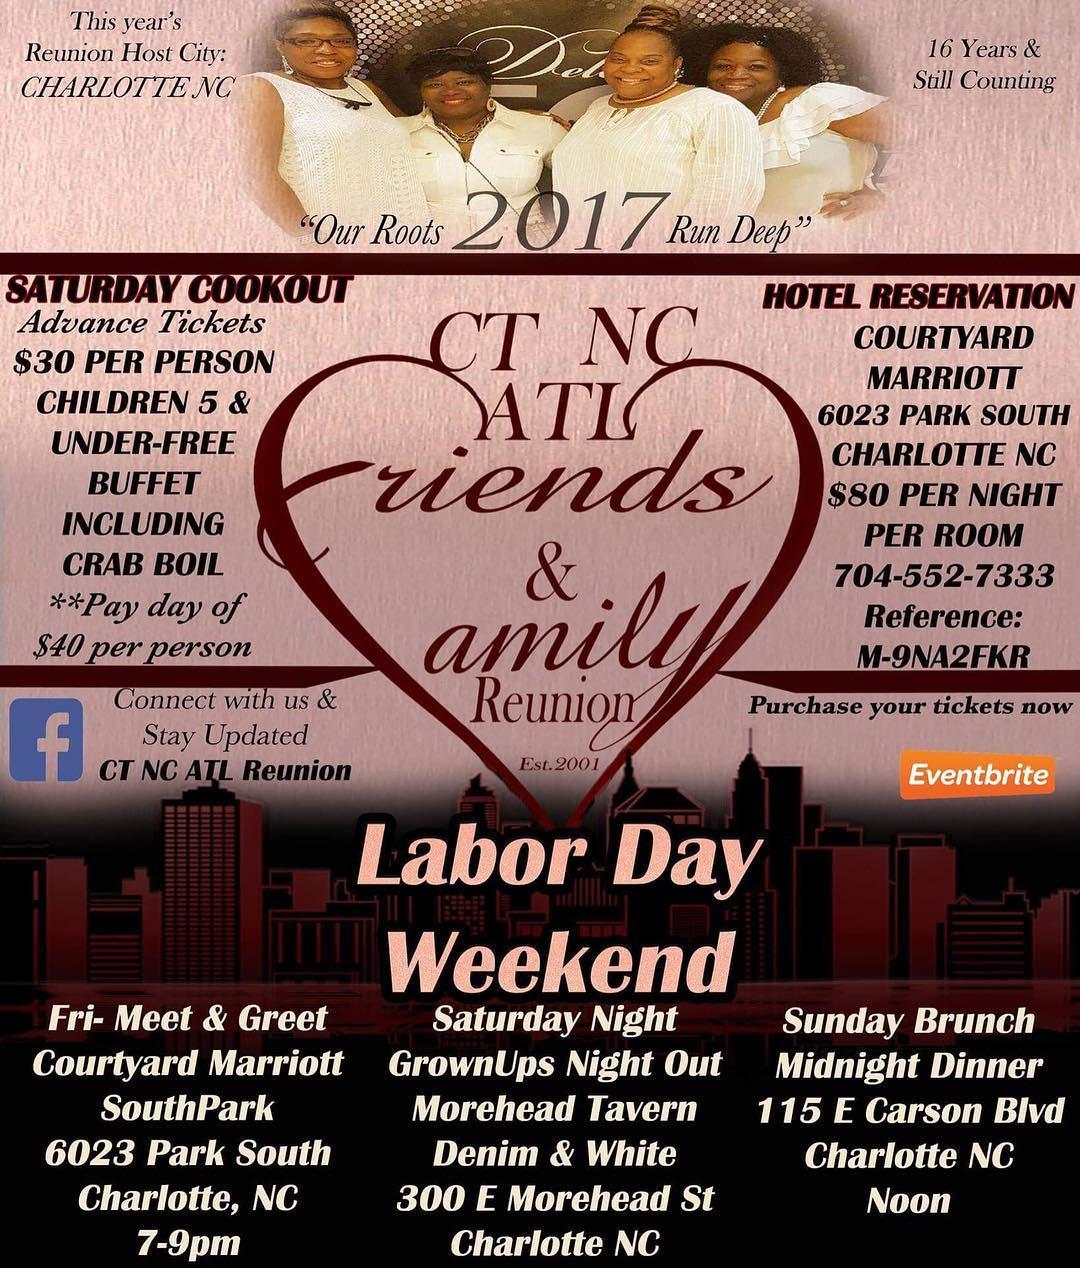 This year's
Reunion Host City:
CHARLOTTE NC
16 Years &
Still Counting
"Our Roots 2017 Run Deep"
SATURDAY COOKOUT
Advance Tickets
$30 PER PERSON
CHILDREN 5 &
UNDER-FREE
BUFFET
INCLUDING
CRAB BOIL
**Pay day of
$40 per person
CT NC
ATL
Friends
&
Family
Reunion
Est.2001
HOTEL RESERVATION
COURTYARD
MARRIOTT
6023 PARK SOUTH
CHARLOTTE NC
$80 PER NIGHT
PER ROOM
704-552-7333
Reference:
M-9NA2FKR
Connect with us &
Stay Updated
CT NC ATL Reunion
Purchase your tickets now
Eventbrite
Labor Day
Weekend
Fri- Meet & Greet
Courtyard Marriott
SouthPark
6023 Park South
Charlotte, NC
7-9pm
Saturday Night
GrownUps Night Out
Morehead Tavern
Denim & White
300 E Morehead St
Charlotte NC
Sunday Brunch
Midnight Dinner
115 E Carson Blvd
Charlotte NC
Noon